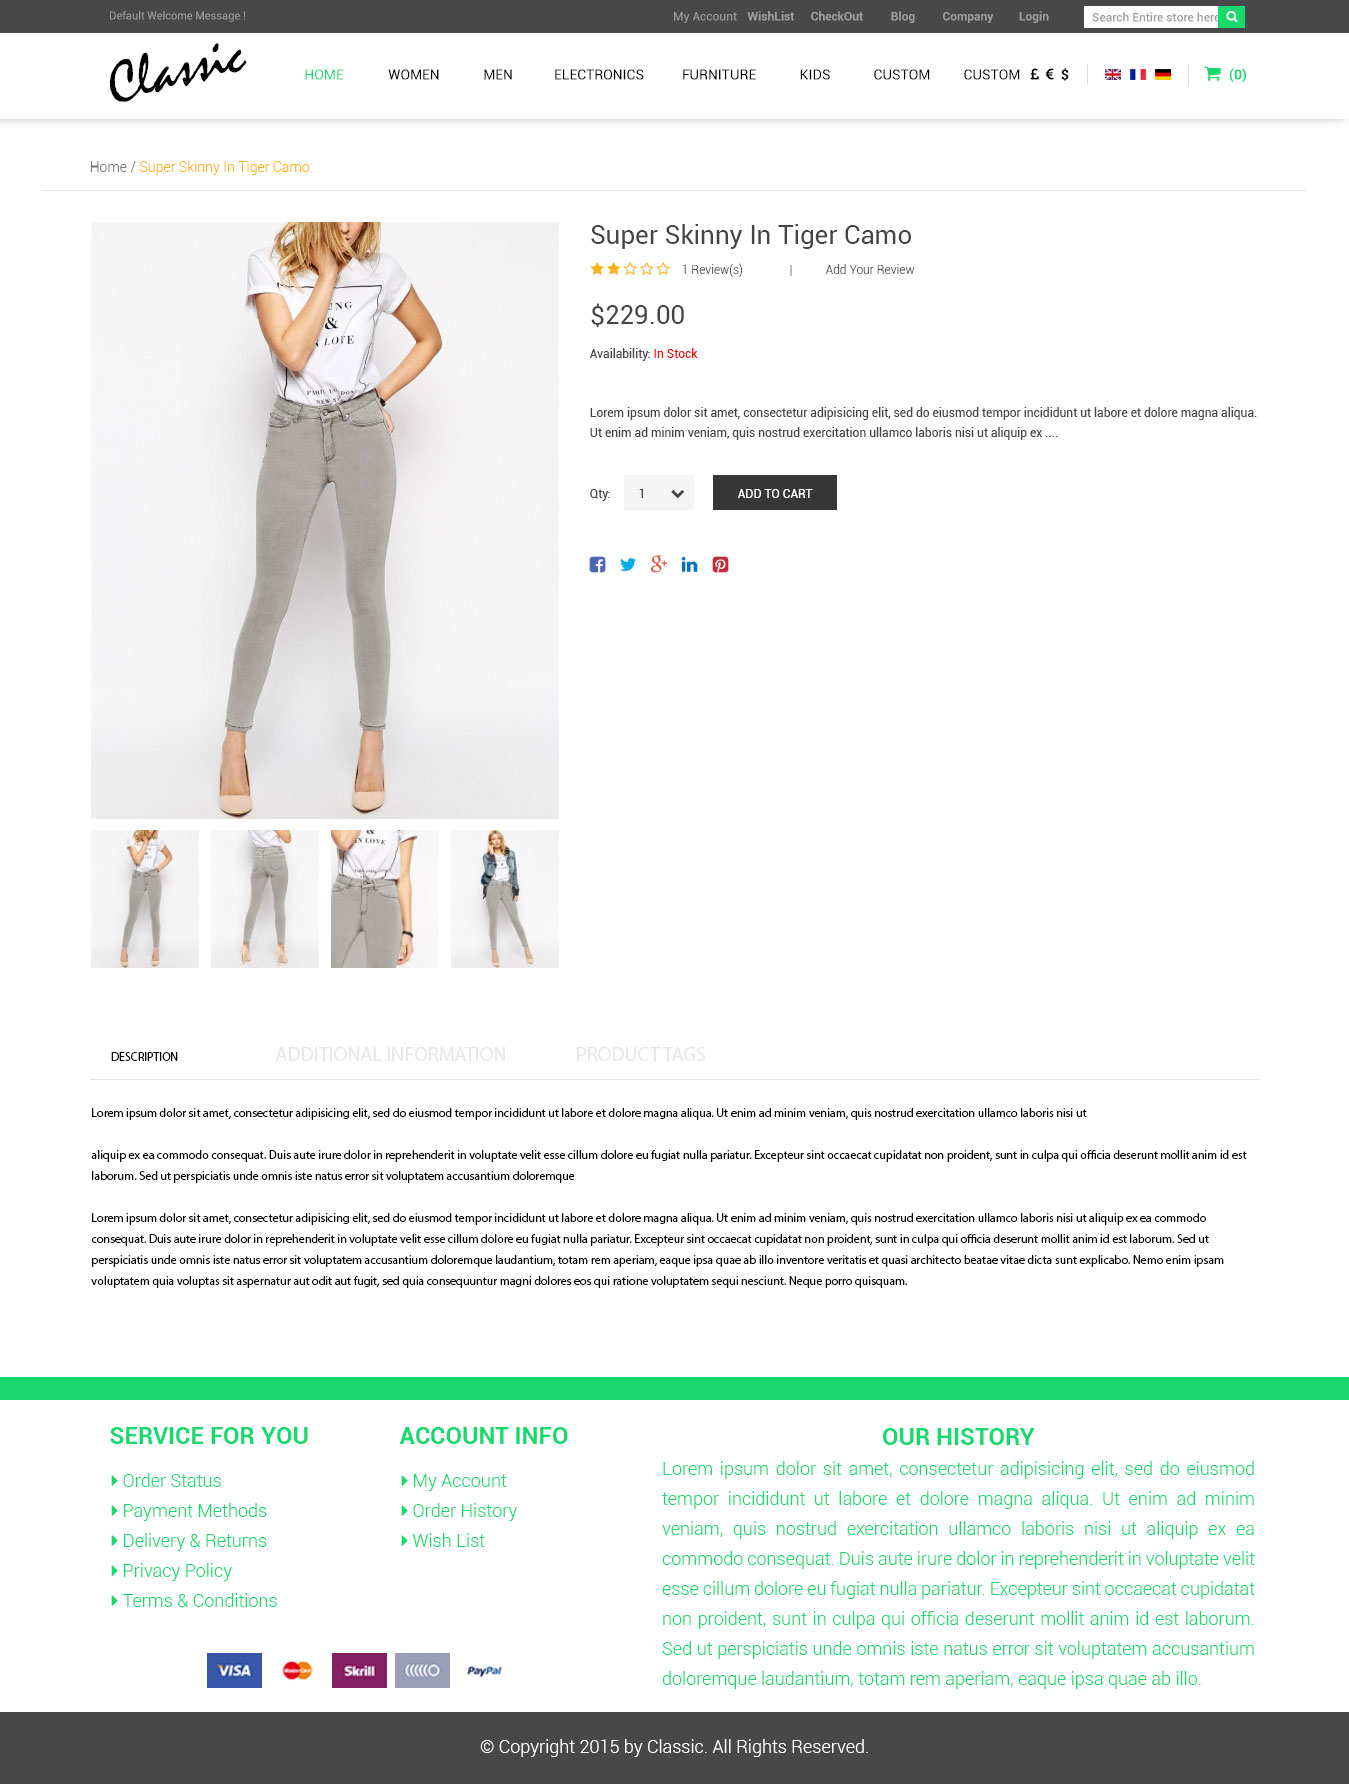 Default Welcome Message !
My Account WishList CheckOut Blog Company Login
Search Entire store here
Classic
HOME WOMEN MEN ELECTRONICS FURNITURE KIDS CUSTOM CUSTOM £ € $ (0)
Home / Super Skinny In Tiger Camo
Super Skinny In Tiger Camo
1 Review(s) | Add Your Review
$229.00
Availability: In Stock
Lorem ipsum dolor sit amet, consectetur adipisicing elit, sed do eiusmod tempor incididunt ut labore et dolore magna aliqua.
Ut enim ad minim veniam, quis nostrud exercitation ullamco laboris nisi ut aliquip ex ....
Qty: 1 ADD TO CART
&
LOVE
DESCRIPTION ADDITIONAL INFORMATION PRODUCT TAGS
Lorem ipsum dolor sit amet, consectetur adipisicing elit, sed do eiusmod tempor incididunt ut labore et dolore magna aliqua. Ut enim ad minim veniam, quis nostrud exercitation ullamco laboris nisi ut
aliquip ex ea commodo consequat. Duis aute irure dolor in reprehenderit in voluptate velit esse cillum dolore eu fugiat nulla pariatur. Excepteur sint occaecat cupidatat non proident, sunt in culpa qui officia deserunt mollit anim id est
laborum. Sed ut perspiciatis unde omnis iste natus error sit voluptatem accusantium doloremque
Lorem ipsum dolor sit amet, consectetur adipisicing elit, sed do eiusmod tempor incididunt ut labore et dolore magna aliqua. Ut enim ad minim veniam, quis nostrud exercitation ullamco laboris nisi ut aliquip ex ea commodo
consequat. Duis aute irure dolor in reprehenderit in voluptate velit esse cillum dolore eu fugiat nulla pariatur. Excepteur sint occaecat cupidatat non proident, sunt in culpa qui officia deserunt mollit anim id est laborum. Sed ut
perspiciatis unde omnis iste natus error sit voluptatem accusantium doloremque laudantium, totam rem aperiam, eaque ipsa quae ab illo inventore veritatis et quasi architecto beatae vitae dicta sunt explicabo. Nemo enim ipsam
voluptatem quia voluptas sit aspernatur aut odit aut fugit, sed quia consequuntur magni dolores eos qui ratione voluptatem sequi nesciunt. Neque porro quisquam.
SERVICE FOR YOU
Order Status
Payment Methods
Delivery & Returns
Privacy Policy
Terms & Conditions
ACCOUNT INFO
My Account
Order History
Wish List
VISA MasterCard Skrill PayPal
OUR HISTORY
Lorem ipsum dolor sit amet, consectetur adipisicing elit, sed do eiusmod
tempor incididunt ut labore et dolore magna aliqua. Ut enim ad minim
veniam, quis nostrud exercitation ullamco laboris nisi ut aliquip ex ea
commodo consequat. Duis aute irure dolor in reprehenderit in voluptate velit
esse cillum dolore eu fugiat nulla pariatur. Excepteur sint occaecat cupidatat
non proident, sunt in culpa qui officia deserunt mollit anim id est laborum.
Sed ut perspiciatis unde omnis iste natus error sit voluptatem accusantium
doloremque laudantium, totam rem aperiam, eaque ipsa quae ab illo.
© Copyright 2015 by Classic. All Rights Reserved.